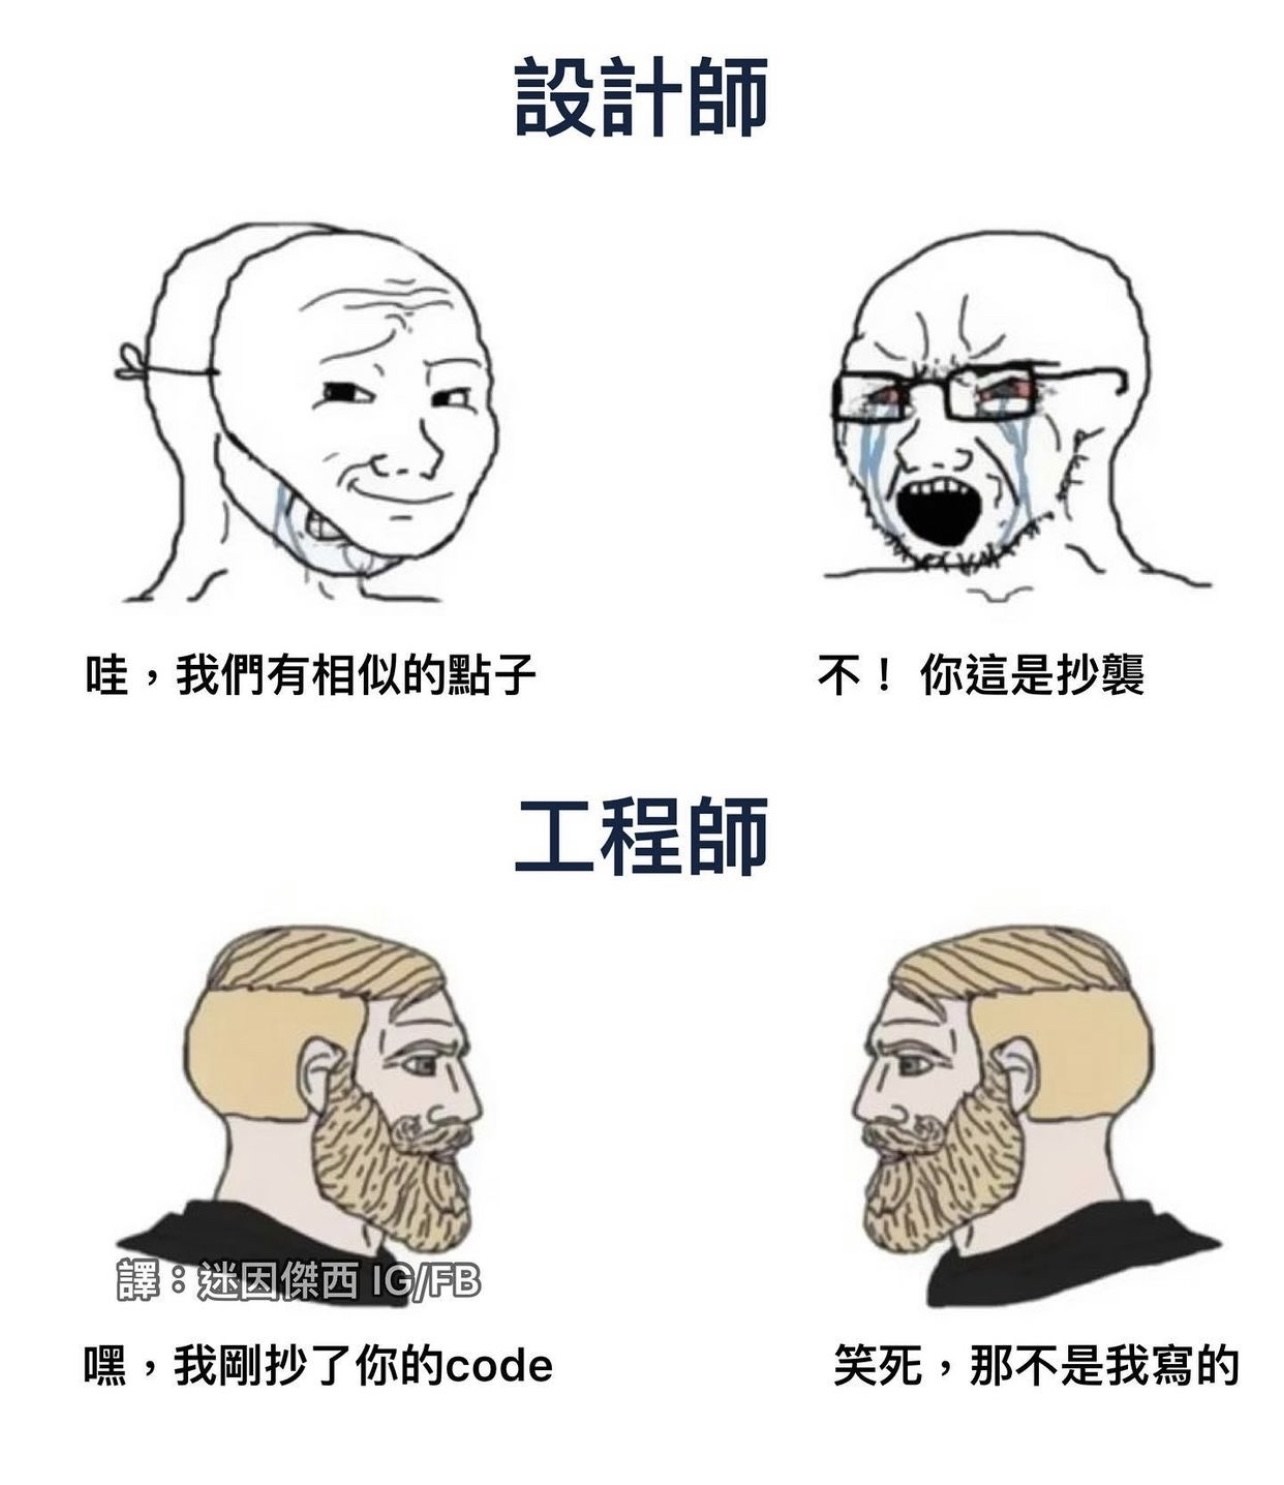 設計師
哇，我們有相似的點子
不！ 你這是抄襲
工程師
譯：迷因傑西 IG/FB
嘿，我剛抄了你的code
笑死，那不是我寫的